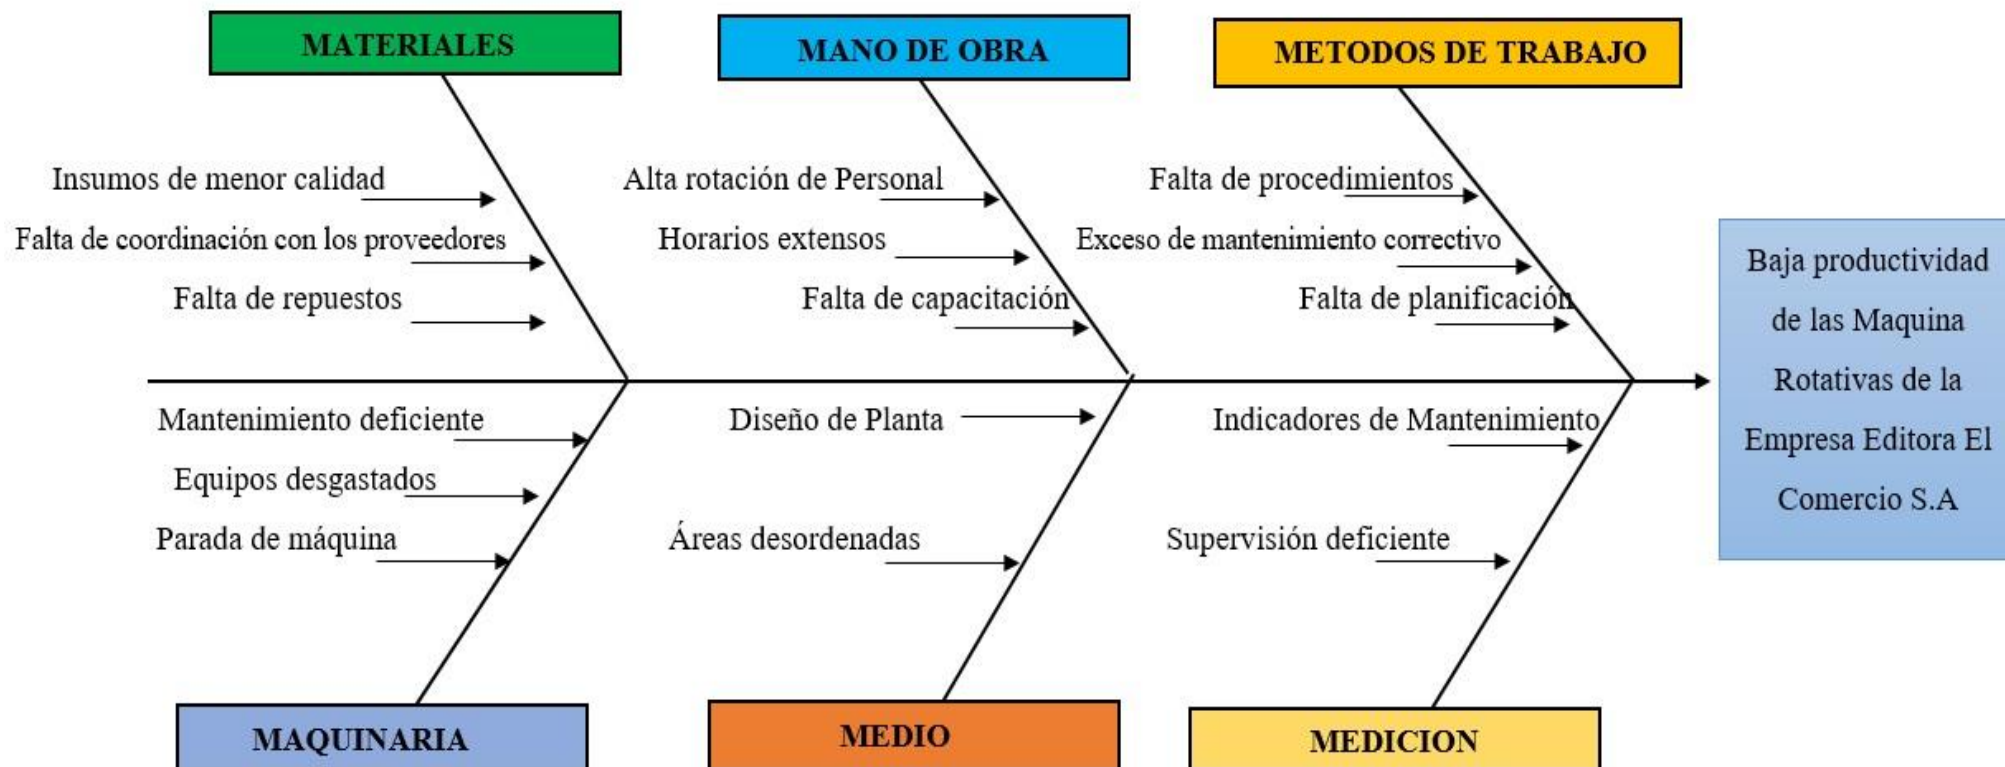 MATERIALES
MANO DE OBRA
METODOS DE TRABAJO
Insumos de menor calidad
Falta de coordinación con los proveedores
Falta de repuestos
Alta rotación de Personal
Horarios extensos
Falta de capacitación
Falta de procedimientos
Exceso de mantenimiento correctivo
Falta de planificación
Baja productividad
de las Maquina
Rotativas de la
Empresa Editora El
Comercio S.A
Mantenimiento deficiente
Equipos desgastados
Parada de máquina
Diseño de Planta
Áreas desordenadas
Indicadores de Mantenimiento
Supervisión deficiente
MAQUINARIA
MEDIO
MEDICION